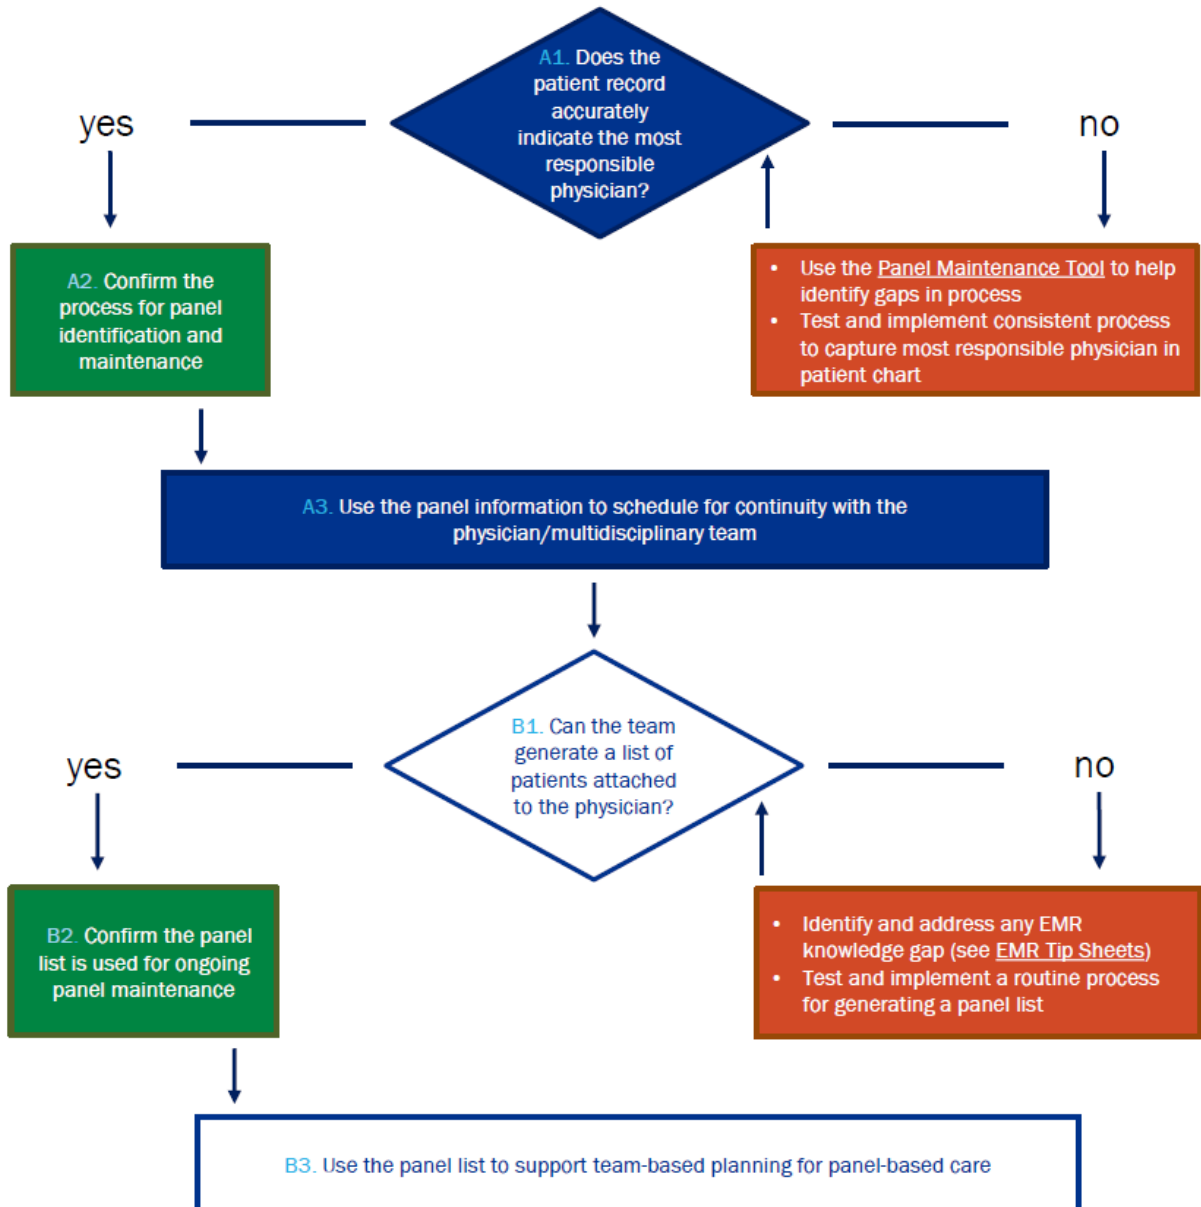 A1. Does the
patient record
accurately
indicate the most
responsible
physician?
yes
no
A2. Confirm the
process for panel
identification and
maintenance
• Use the Panel Maintenance Tool to help
identify gaps in process
• Test and implement consistent process
to capture most responsible physician in
patient chart
A3. Use the panel information to schedule for continuity with the
physician/multidisciplinary team
B1. Can the team
generate a list of
patients attached
to the physician?
yes
no
B2. Confirm the panel
list is used for ongoing
panel maintenance
• Identify and address any EMR
knowledge gap (see EMR Tip Sheets)
• Test and implement a routine process
for generating a panel list
B3. Use the panel list to support team-based planning for panel-based care